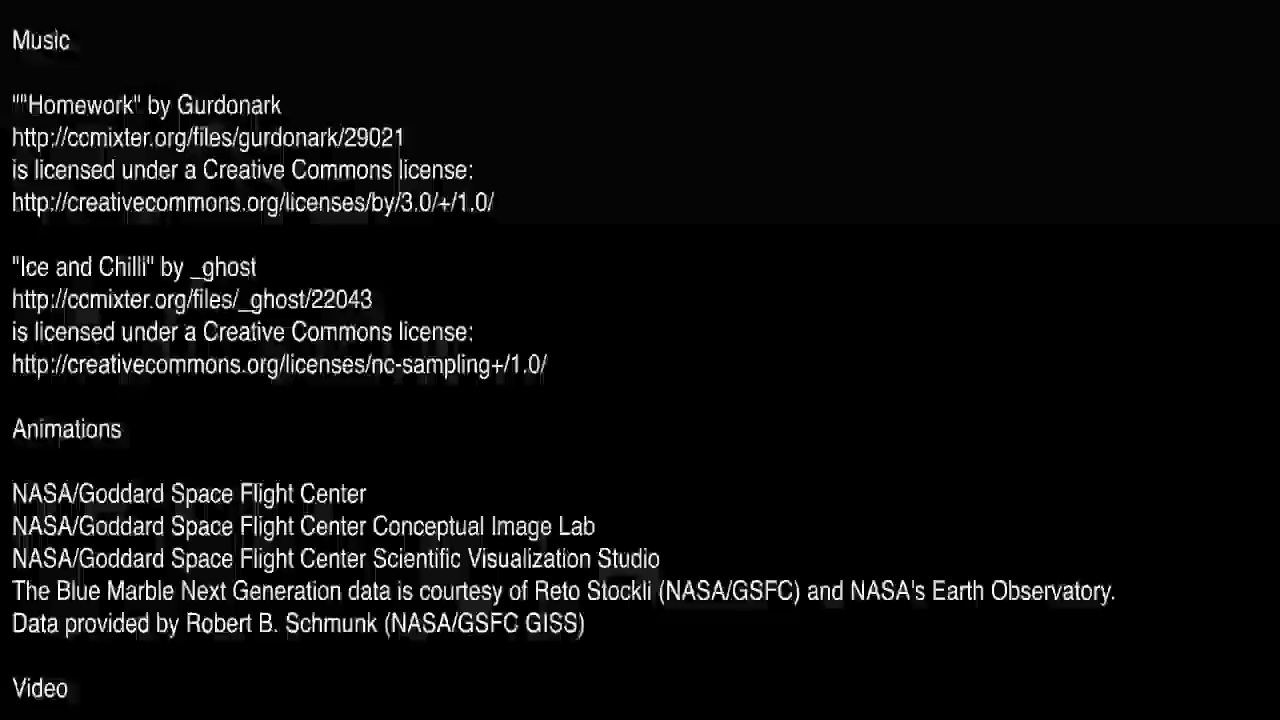 Music
""Homework" by Gurdonark
http://ccmixter.org/files/gurdonark/29021
is licensed under a Creative Commons license:
http://creativecommons.org/licenses/by/3.0/+/1.0/
"Ice and Chilli" by _ghost
http://ccmixter.org/files/_ghost/22043
is licensed under a Creative Commons license:
http://creativecommons.org/licenses/nc-sampling+/1.0/
Animations
NASA/Goddard Space Flight Center
NASA/Goddard Space Flight Center Conceptual Image Lab
NASA/Goddard Space Flight Center Scientific Visualization Studio
The Blue Marble Next Generation data is courtesy of Reto Stockli (NASA/GSFC) and NASA's Earth Observatory.
Data provided by Robert B. Schmunk (NASA/GSFC GISS)
Video